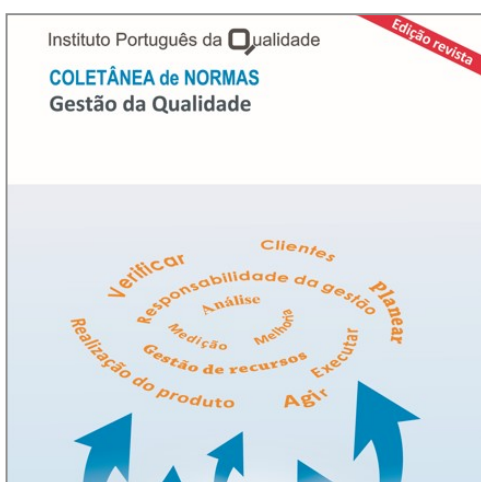 Instituto Português da Qualidade
Edição revista
COLETÂNEA de NORMAS
Gestão da Qualidade
Clientes
Verificar
Planear
Responsabilidade da gestão
Análise
Melhoria
Medição
Gestão de recursos
Executar
Realização do produto
Agir